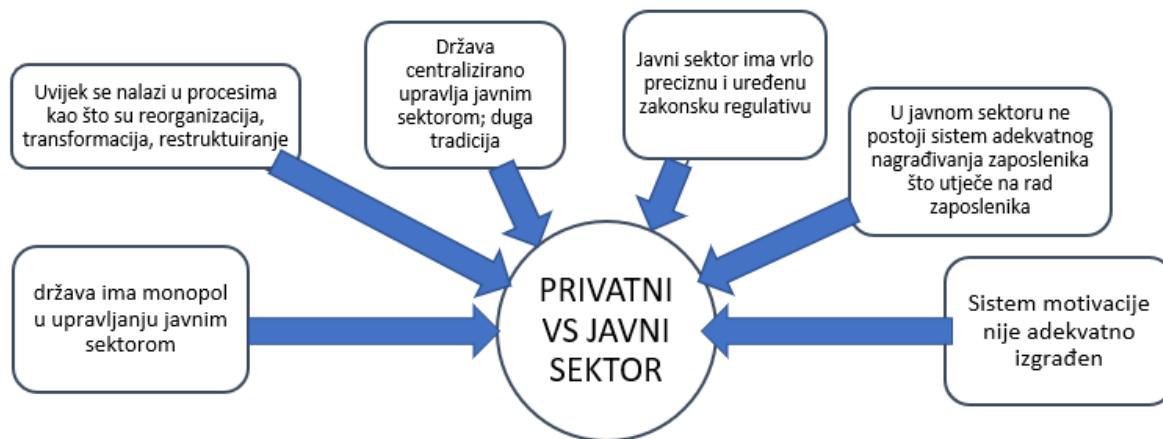 Uvijek se nalazi u procesima
kao što su reorganizacija,
transformacija, restruktuiranje
Država
centralizirano
upravlja javnim
sektorom; duga
tradicija
Javni sektor ima vrlo
preciznu i uređenu
zakonsku regulativu
U javnom sektoru ne
postoji sistem adekvatnog
nagrađivanja zaposlenika
što utječe na rad
zaposlenika
država ima monopol
u upravljanju javnim
sektorom
PRIVATNI
VS JAVNI
SEKTOR
Sistem motivacije
nije adekvatno
izgrađen